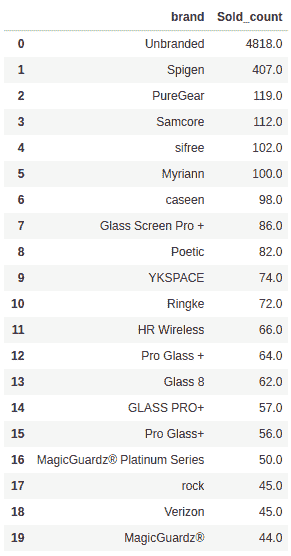 brand Sold_count
0 Unbranded 4818.0
1 Spigen 407.0
2 PureGear 119.0
3 Samcore 112.0
4 sifree 102.0
5 Myriann 100.0
6 caseen 98.0
7 Glass Screen Pro + 86.0
8 Poetic 82.0
9 YKSPACE 74.0
10 Ringke 72.0
11 HR Wireless 66.0
12 Pro Glass + 64.0
13 Glass 8 62.0
14 GLASS PRO+ 57.0
15 Pro Glass+ 56.0
16 MagicGuardz® Platinum Series 50.0
17 rock 45.0
18 Verizon 45.0
19 MagicGuardz® 44.0